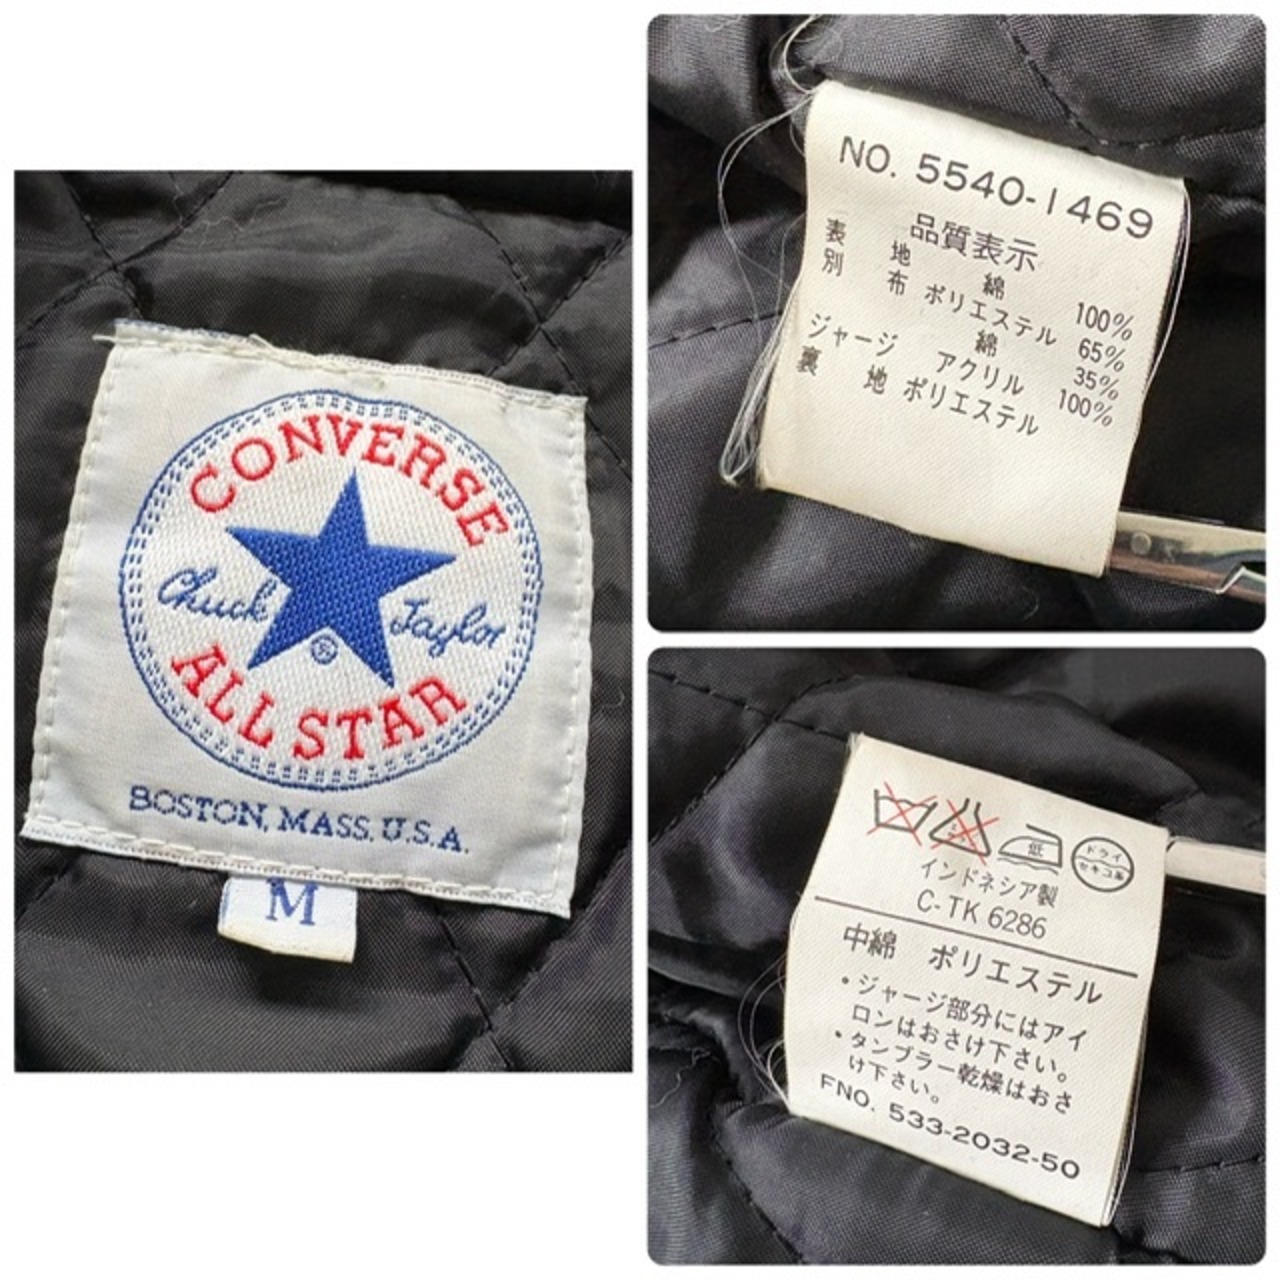 CONVERSE
Chuck Taylor
®
ALL STAR
BOSTON, MASS. U.S.A.
M
NO. 5540-1469
品質表示
表 地 綿 100%
別 布 ポリエステル 65%
綿 35%
ジャージ アクリル 100%
裏 地 ポリエステル
低
ドライ
セキユ系
インドネシア製
C-TK 6286
中綿 ポリエステル
・ジャージ部分にはアイ
ロンはおさけ下さい。
・タンブラー乾燥はおさ
け下さい。
FNO. 533-2032-50